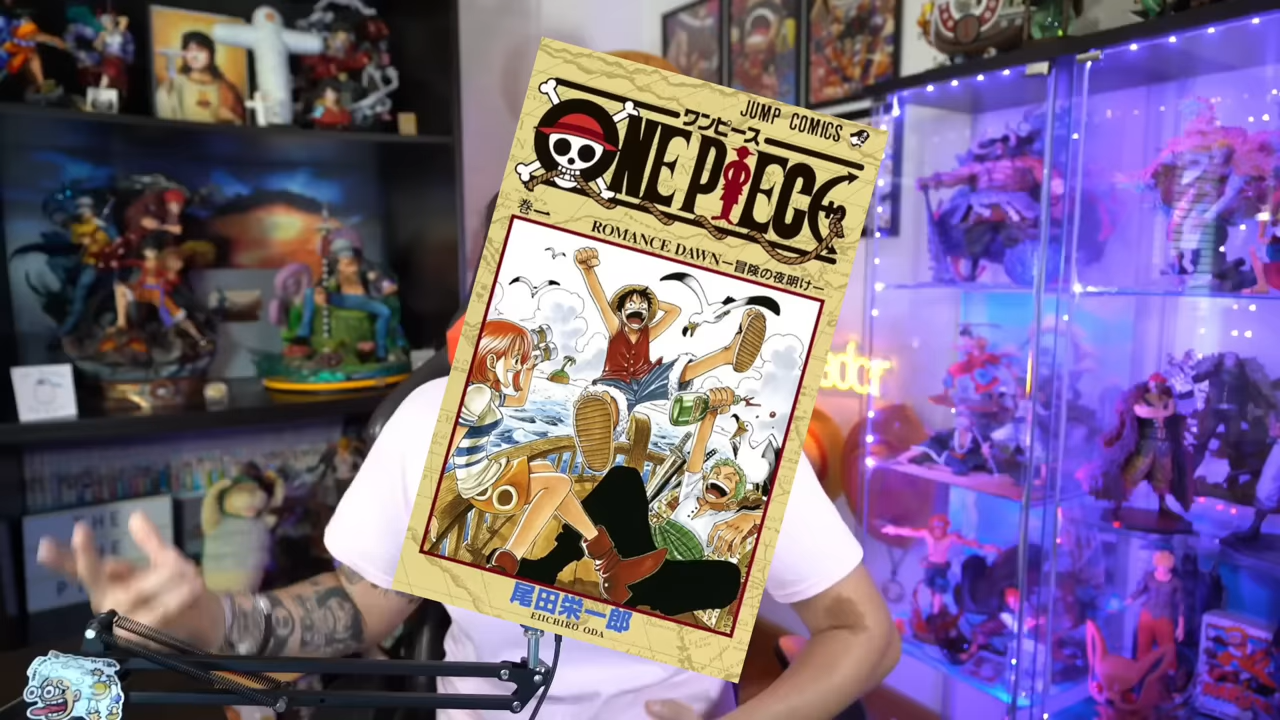 JUMP COMICS
ワンピース
ONE PIECE
巻一
ROMANCE DAWN—冒険の夜明け—
尾田栄一郎
EIICHIRO ODA
THE